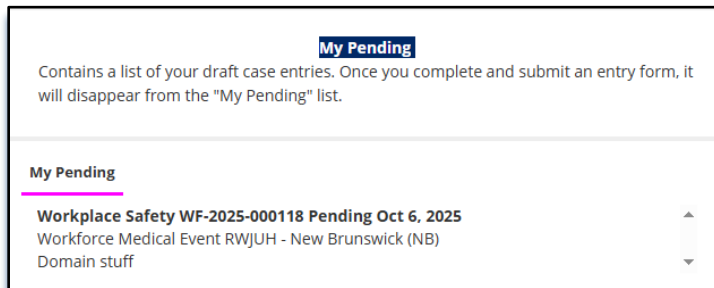 My Pending
Contains a list of your draft case entries. Once you complete and submit an entry form, it
will disappear from the "My Pending" list.
My Pending
Workplace Safety WF-2025-000118 Pending Oct 6, 2025
Workforce Medical Event RWJUH - New Brunswick (NB)
Domain stuff